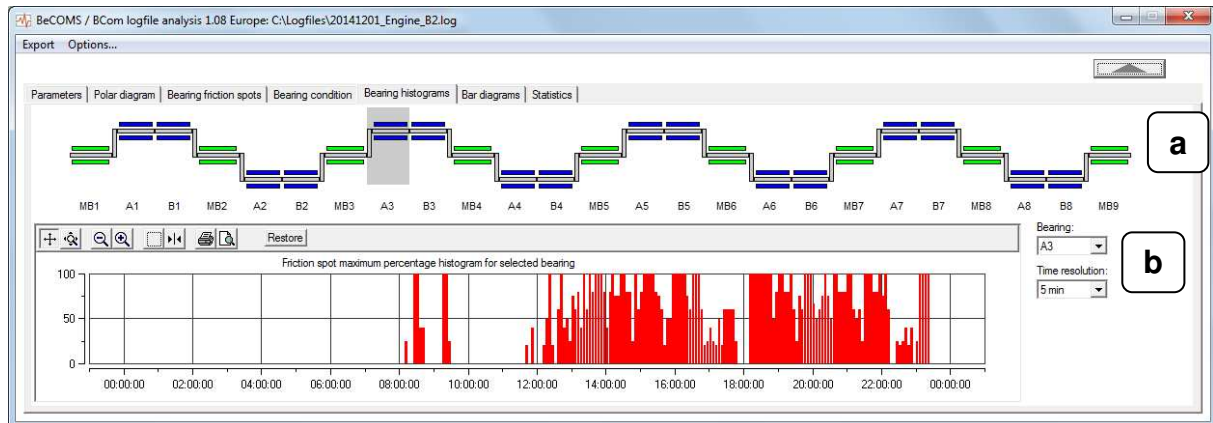 BeCOMS / BCom logfile analysis 1.08 Europe: C:\Logfiles\20141201_Engine_B2.log
Export Options...
Parameters Polar diagram Bearing friction spots Bearing condition Bearing histograms Bar diagrams Statistics
a
MB1 A1 B1 MB2 A2 B2 MB3 A3 B3 MB4 A4 B4 MB5 A5 B5 MB6 A6 B6 MB7 A7 B7 MB8 A8 B8 MB9
Restore
Bearing:
A3
Time resolution:
5 min
b
Friction spot maximum percentage histogram for selected bearing
100
50
0
00:00:00 02:00:00 04:00:00 06:00:00 08:00:00 10:00:00 12:00:00 14:00:00 16:00:00 18:00:00 20:00:00 22:00:00 00:00:00